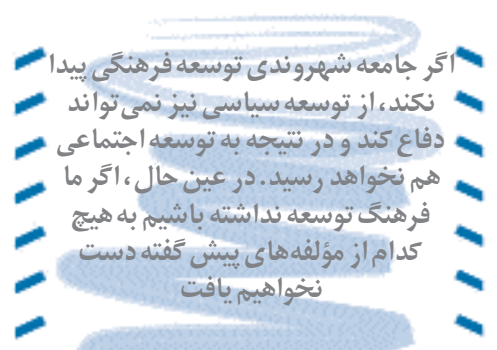 اگر جامعه شهروندی توسعه فرهنگی پیدا
نکند، از توسعه سیاسی نیز نمی تواند
دفاع کند و در نتیجه به توسعه اجتماعی
هم نخواهد رسید. در عین حال، اگر ما
فرهنگ توسعه نداشته باشیم به هیچ
کدام از مؤلفه‌های پیش گفته دست
نخواهیم یافت